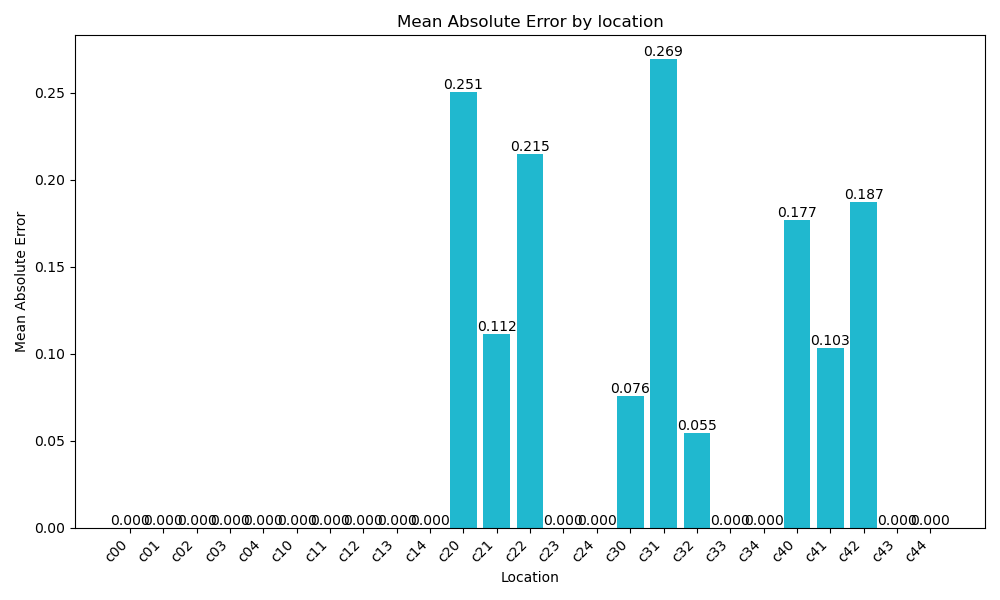 Mean Absolute Error by location
Mean Absolute Error
0.25
0.20
0.15
0.10
0.05
0.00
0.000 0.000 0.000 0.000 0.000 0.000 0.000 0.000 0.000 0.000 0.251 0.112 0.215 0.000 0.000 0.076 0.269 0.055 0.000 0.000 0.177 0.103 0.187 0.000 0.000
c00 c01 c02 c03 c04 c10 c11 c12 c13 c14 c20 c21 c22 c23 c24 c30 c31 c32 c33 c34 c40 c41 c42 c43 c44
Location